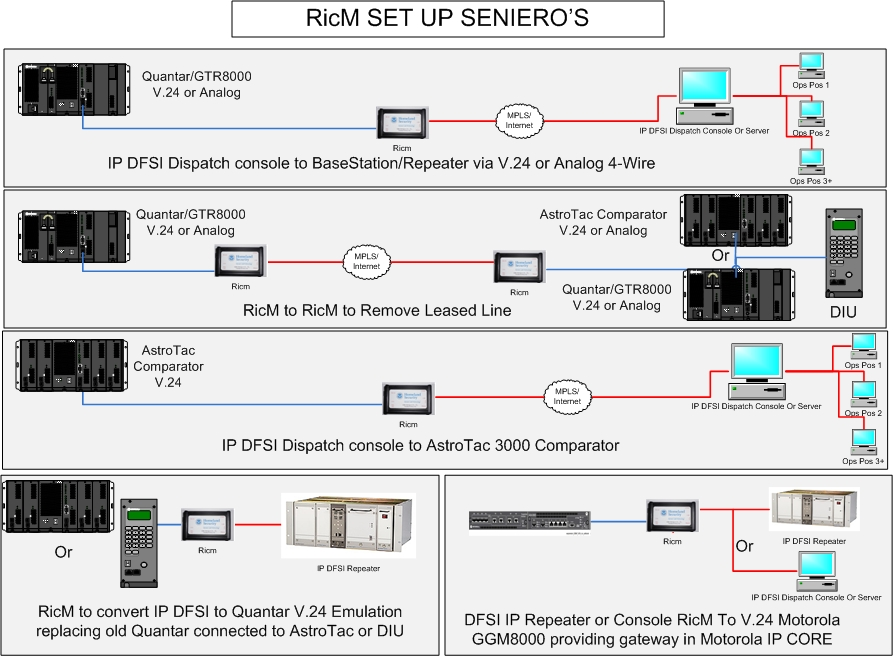 RicM SET UP SENIERO'S
Quantar/GTR8000
V.24 or Analog
Ricm
MPLS/
Internet
IP DFSI Dispatch Console Or Server
Ops Pos 1
Ops Pos 2
Ops Pos 3+
IP DFSI Dispatch console to BaseStation/Repeater via V.24 or Analog 4-Wire
Quantar/GTR8000
V.24 or Analog
Ricm
MPLS/
Internet
Ricm
AstroTac Comparator
V.24 or Analog
Or
Quantar/GTR8000
V.24 or Analog
DIU
RicM to RicM to Remove Leased Line
AstroTac
Comparator
V.24
Ricm
MPLS/
Internet
IP DFSI Dispatch Console Or Server
Ops Pos 1
Ops Pos 2
Ops Pos 3+
IP DFSI Dispatch console to AstroTac 3000 Comparator
Or
Ricm
IP DFSI Repeater
RicM to convert IP DFSI to Quantar V.24 Emulation
replacing old Quantar connected to AstroTac or DIU
Ricm
Or
IP DFSI Repeater
IP DFSI Dispatch Console Or Server
DFSI IP Repeater or Console RicM To V.24 Motorola
GGM8000 providing gateway in Motorola IP CORE